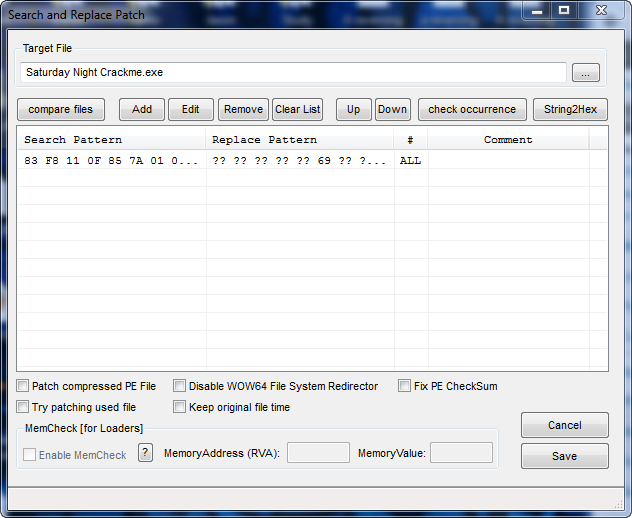 Search and Replace Patch
Target File
Saturday Night Crackme.exe
...
compare files Add Edit Remove Clear List Up Down check occurrence String2Hex
Search Pattern Replace Pattern # Comment
83 F8 11 0F 85 7A 01 0... ?? ?? ?? ?? ?? 69 ?? ?... ALL
Patch compressed PE File Disable WOW64 File System Redirector Fix PE CheckSum
Try patching used file Keep original file time
MemCheck [for Loaders]
Enable MemCheck ? MemoryAddress (RVA): MemoryValue:
Cancel
Save